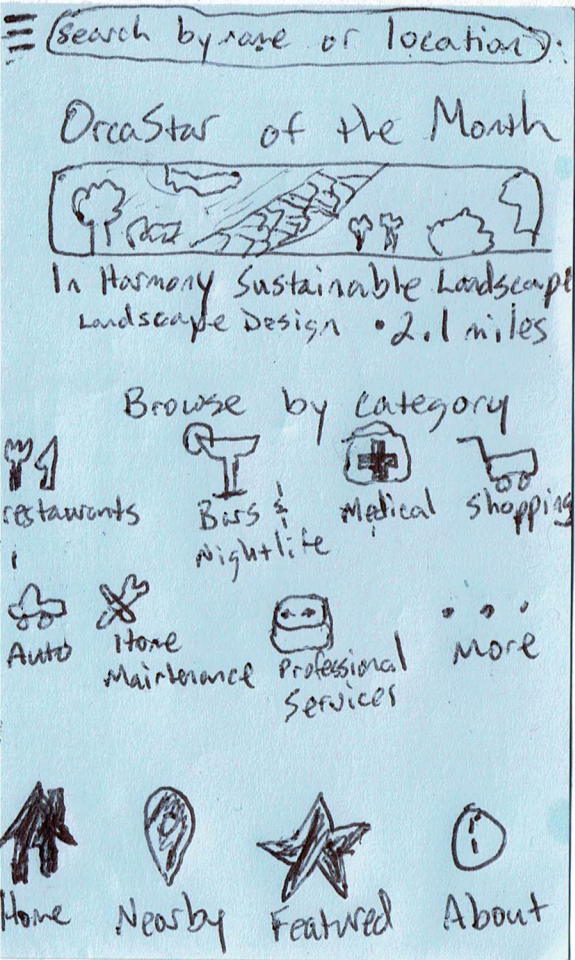 Search by name or location
OrcaStar of the Month
In Harmony Sustainable Landscape
Landscape Design • 2.1 miles
Browse by category
restaurants
Bars & Nightlife
Medical
Shopping
Auto
Home Maintenance
Professional Services
More
Home Nearby Featured About